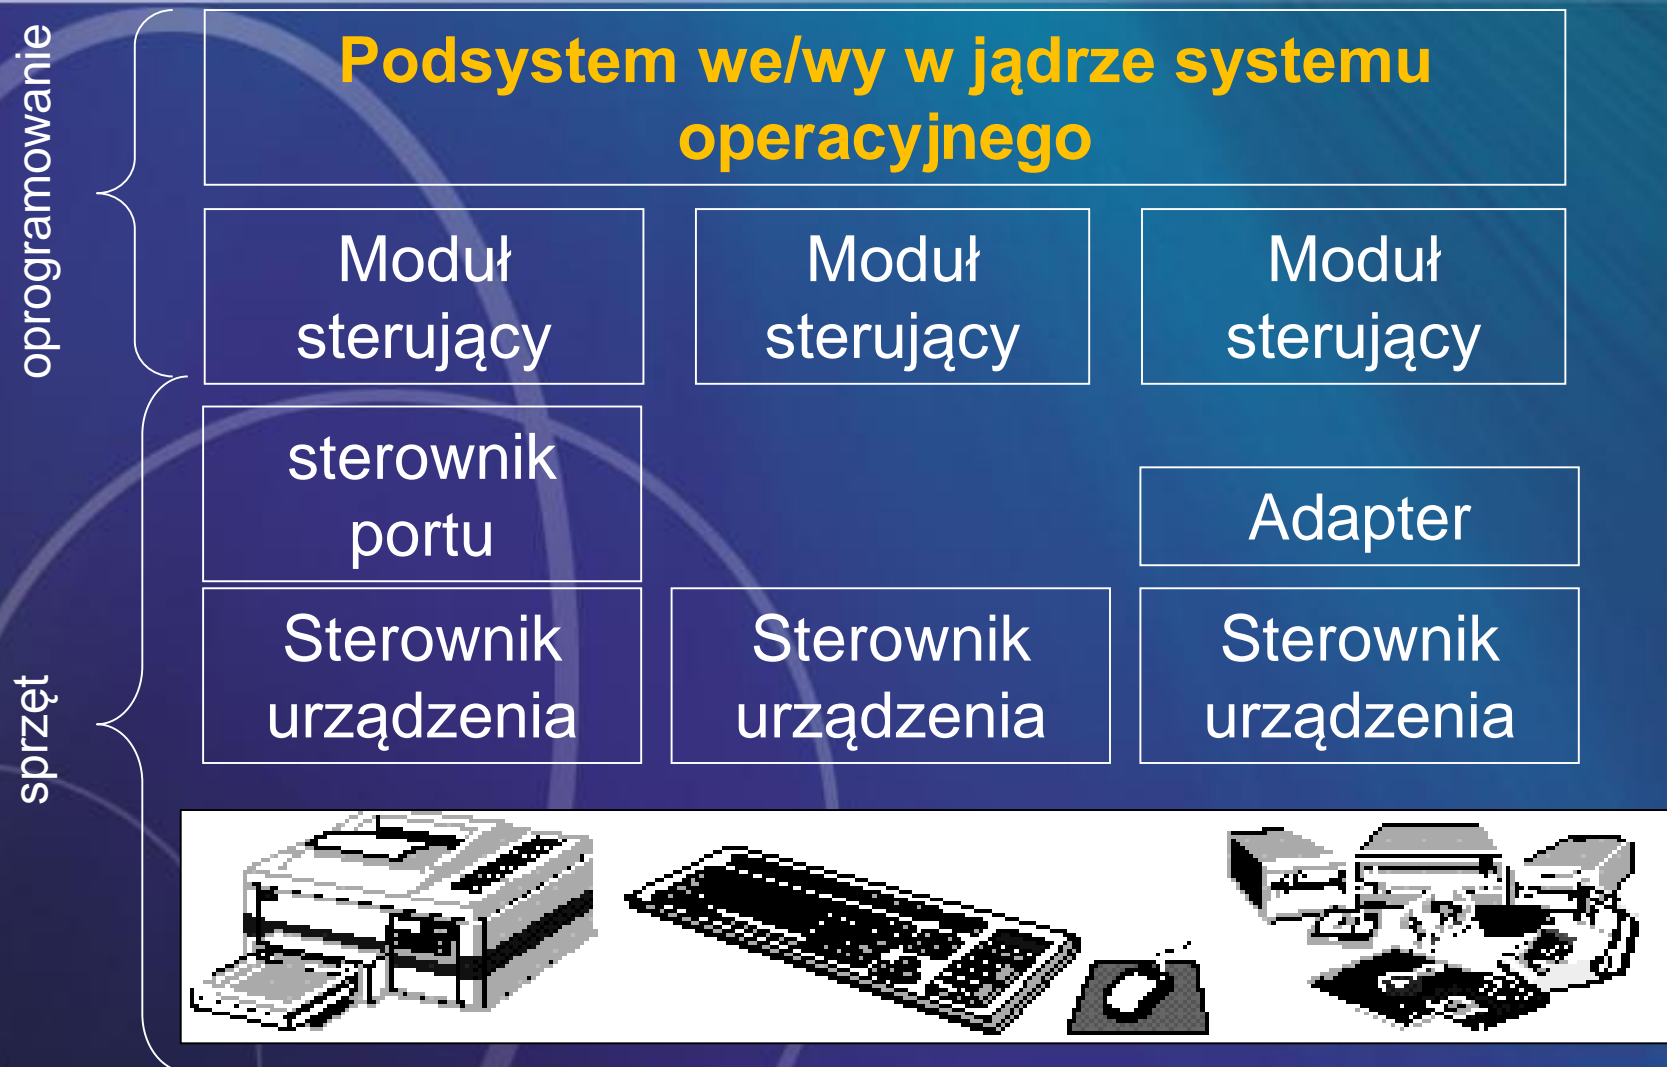 oprogramowanie
Podsystem we/wy w jądrze systemu
operacyjnego
Moduł
sterujący
Moduł
sterujący
Moduł
sterujący
sprzęt
sterownik
portu
Adapter
Sterownik
urządzenia
Sterownik
urządzenia
Sterownik
urządzenia